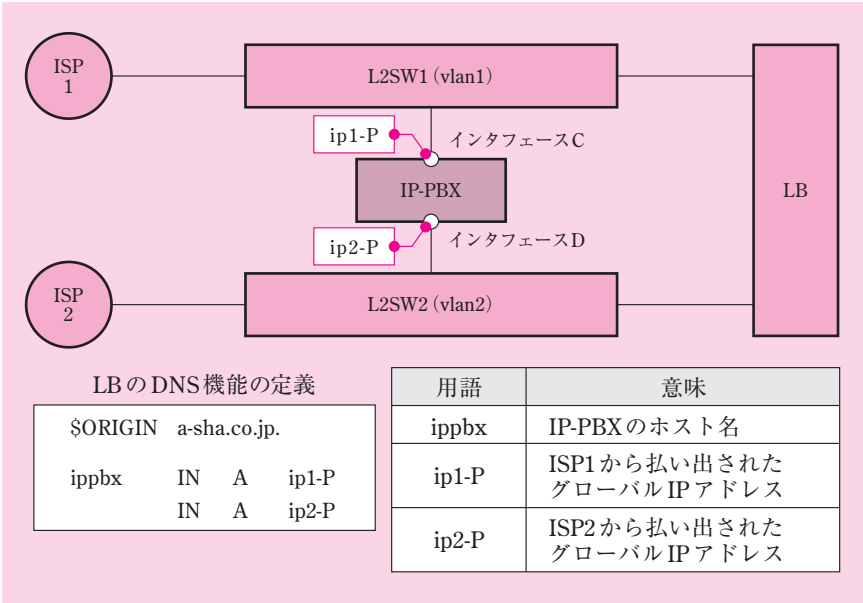 ISP
1
L2SW1（vlan1）
ip1-P
インタフェースC
IP-PBX
LB
ip2-P
インタフェースD
ISP
2
L2SW2（vlan2）
LBのDNS機能の定義
$ORIGIN a-sha.co.jp.
ippbx IN A ip1-P
IN A ip2-P
用語 意味
ippbx IP-PBXのホスト名
ip1-P ISP1から払い出された
グローバルIPアドレス
ip2-P ISP2から払い出された
グローバルIPアドレス